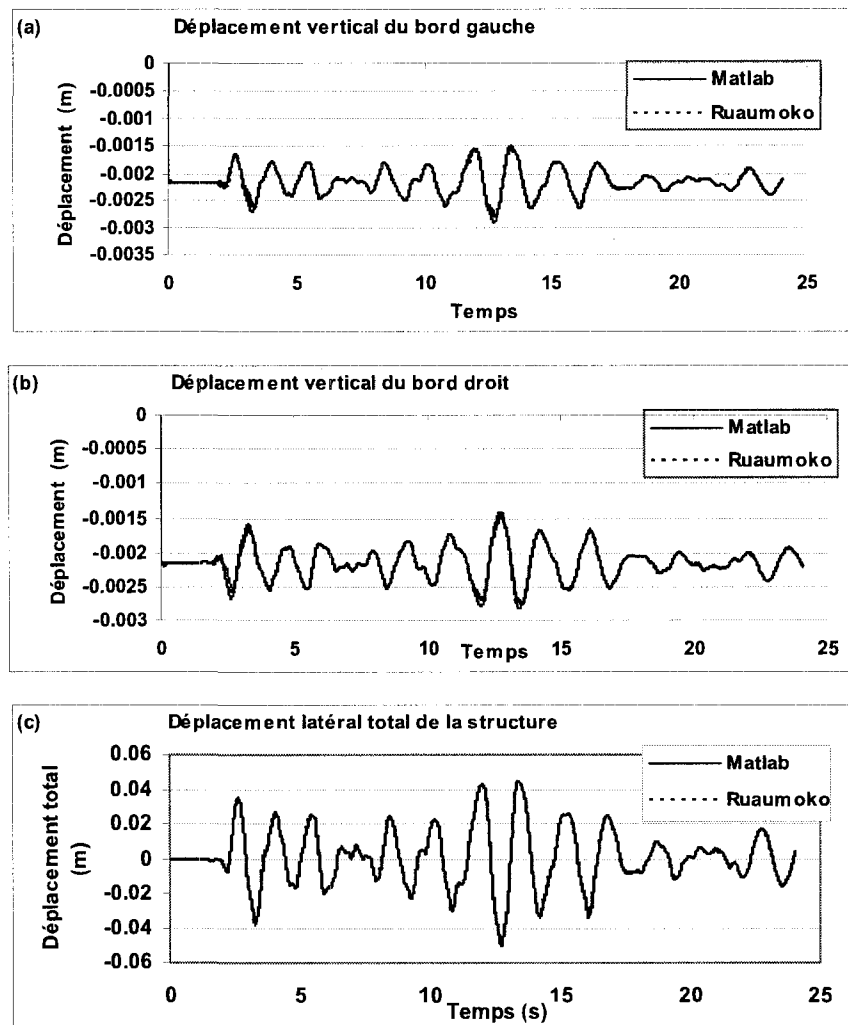 (a)
Déplacement vertical du bord gauche
Déplacement (m)
0
-0.0005
-0.001
-0.0015
-0.002
-0.0025
-0.003
-0.0035
Matlab
Ruaumoko
0 5 10 15 20 25
Temps
(b)
Déplacement vertical du bord droit
Déplacement (m)
0
-0.0005
-0.001
-0.0015
-0.002
-0.0025
-0.003
Matlab
Ruaumoko
0 5 10 15 20 25
Temps
(c)
Déplacement latéral total de la structure
Déplacement total
(m)
0.06
0.04
0.02
0
-0.02
-0.04
-0.06
Matlab
Ruaumoko
0 5 10 15 20 25
Temps (s)